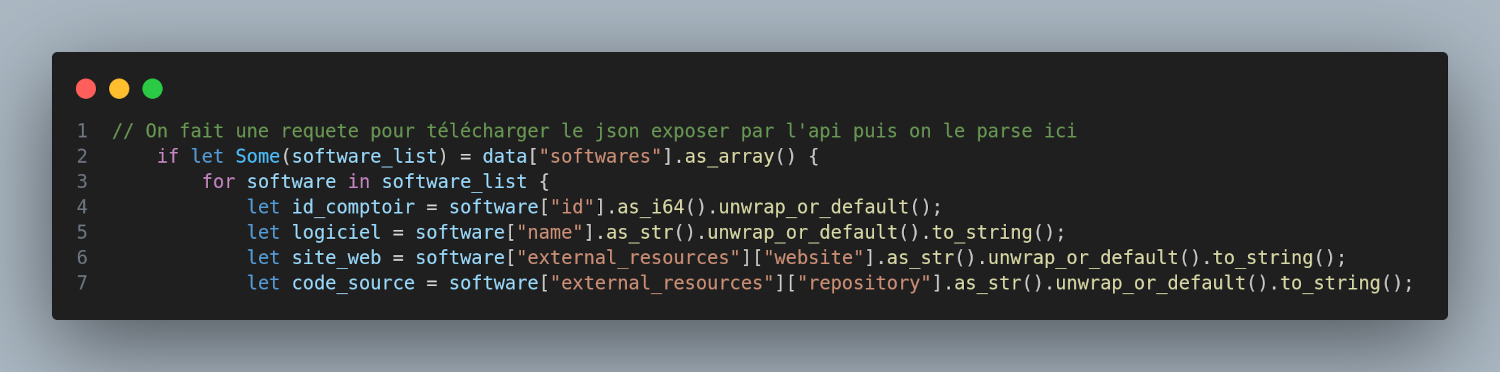 1 // On fait une requete pour télécharger le json exposer par l'api puis on le parse ici
2 if let Some(software_list) = data["softwares"].as_array() {
3 for software in software_list {
4 let id_comptoir = software["id"].as_i64().unwrap_or_default();
5 let logiciel = software["name"].as_str().unwrap_or_default().to_string();
6 let site_web = software["external_resources"]["website"].as_str().unwrap_or_default().to_string();
7 let code_source = software["external_resources"]["repository"].as_str().unwrap_or_default().to_string();